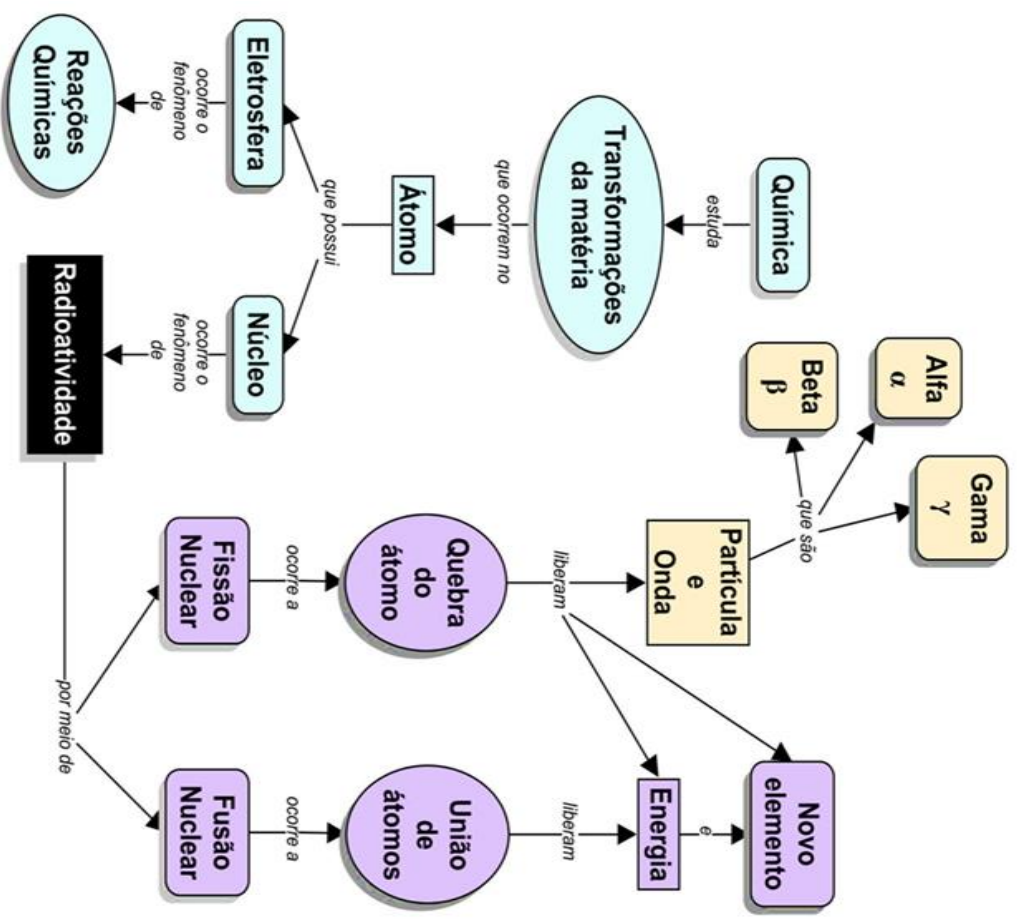 Química
estuda
Transformações
da matéria
que ocorrem no
Átomo
que possui
Eletrosfera
ocorre o
fenômeno
de
Reações
Químicas
Núcleo
ocorre o
fenômeno
de
Radioatividade
por meio de
Fissão
Nuclear
ocorre a
Quebra
do
átomo
liberam
Partícula
e
Onda
que são
Beta
β
Alfa
α
Gama
γ
Fusão
Nuclear
ocorre a
União
de
átomos
liberam
Energia
e
Novo
elemento